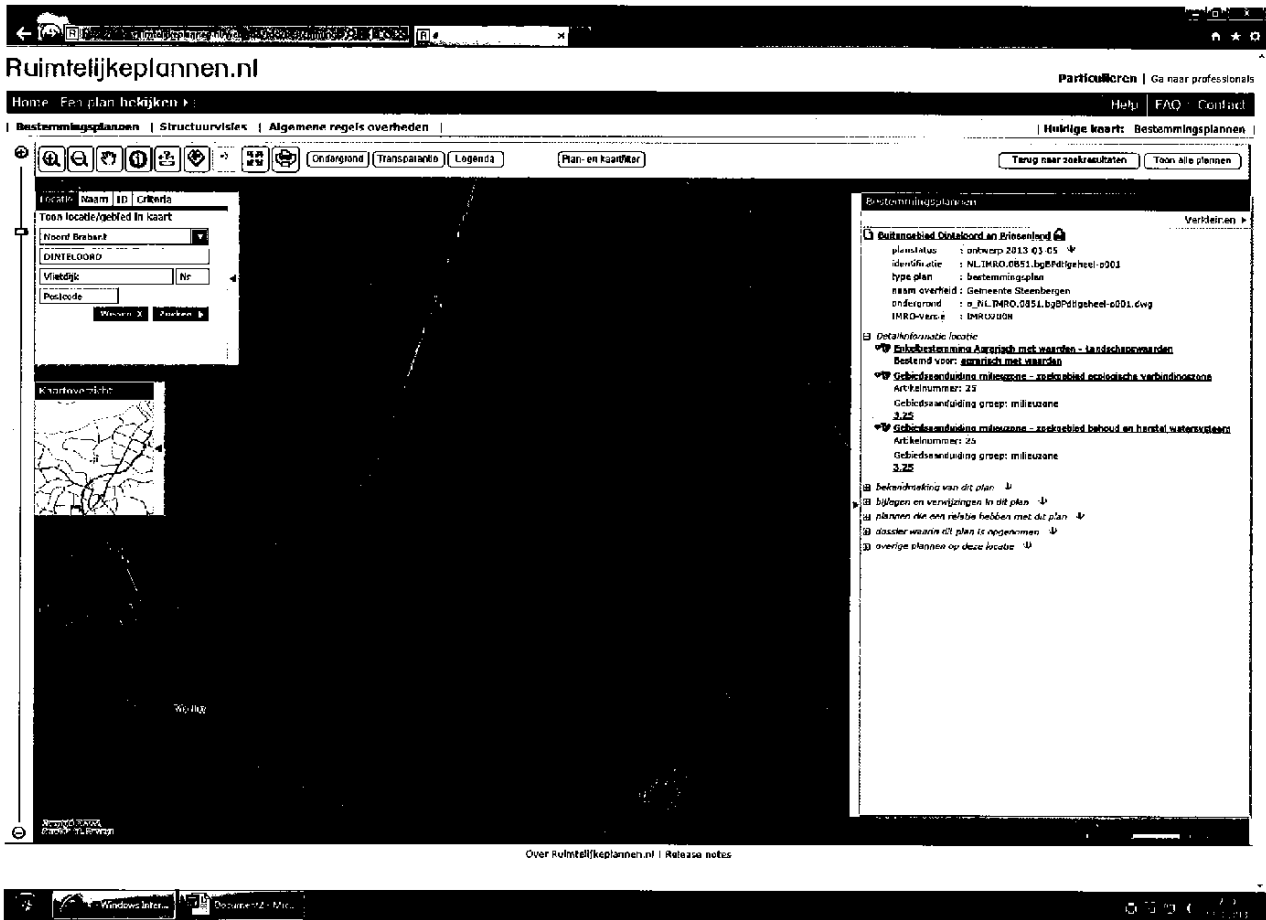 Ruimtelijkeplannen.nl
Particulieren | Ga naar professionals
Home Een plan bekijken
Help | FAQ Contact
| Bestemmingsplannen | Structuurvisies | Algemene regels overheden |
| Huidige kaart: Bestemmingsplannen |
Ondergrond Transparantie Legenda Plan- en kaartfilter
Terug naar zoekresultaten Toon alle plannen
Locatie Naam ID Criteria
Toon locatie/gebied in kaart
Noord Brabant
DINTELOORD
Vlietdijk Nr
Postcode
Wissen X Zoeken
Kaartoverzicht
Bestemmingsplannen
Verkleinen
Buitengebied Dinteloord en Prinsenland
planstatus : ontwerp 2013-03-05
identificatie : NL.IMRO.0851.bgBPdtlgeheel-o001
type plan : bestemmingsplan
naam overheid : Gemeente Steenbergen
ondergrond : o_NL.IMRO.0851.bgBPdtlgeheel-o001.dwg
IMRO-versie : IMRO2008
Detailinformatie locatie
Enkelbestemming Agrarisch met waarden - Landschapswaarden
Bestemd voor: agrarisch met waarden
Gebiedsaanduiding milieuzone - zoekgebied ecologische verbindingszone
Artikelnummer: 25
Gebiedsaanduiding groep: milieuzone
3.25
Gebiedsaanduiding milieuzone - zoekgebied behoud en herstel watersysteem
Artikelnummer: 25
Gebiedsaanduiding groep: milieuzone
3.25
bekendmaking van dit plan
bijlagen en verwijzingen in dit plan
plannen die een relatie hebben met dit plan
dossier waarin dit plan is opgenomen
overige plannen op deze locatie
Over Ruimtelijkeplannen.nl | Release notes
- Windows Inter...
Document2 - Mic...